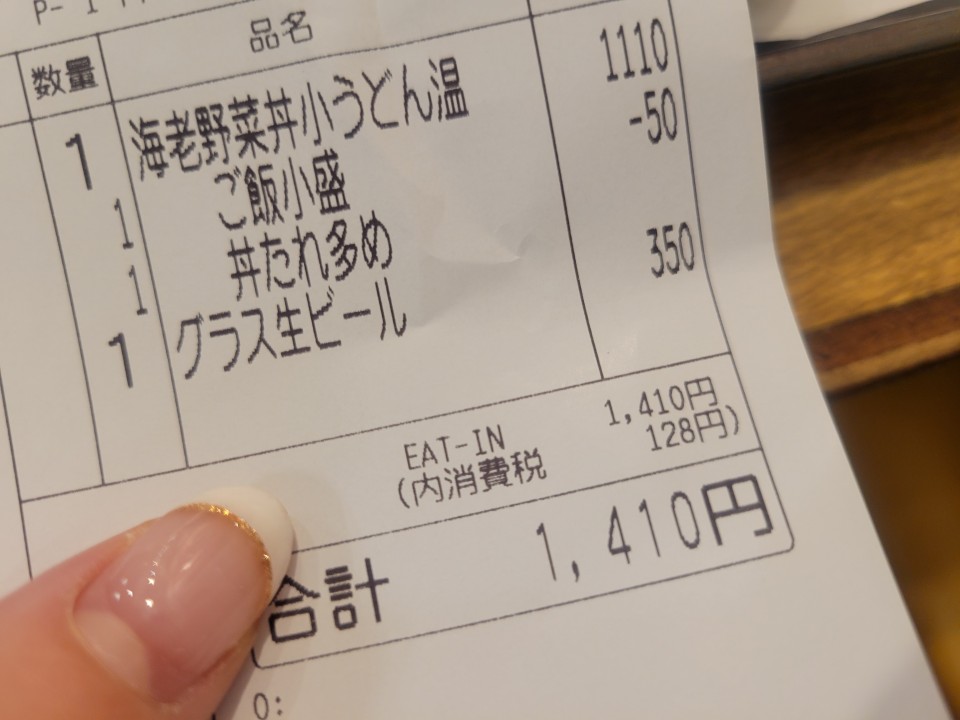 数量 品名
1 海老野菜丼小うどん温 1110
1 ご飯小盛 -50
1 丼たれ多め
1 グラス生ビール 350
EAT-IN 1,410円
(内消費税 128円)
合計 1,410円
O: